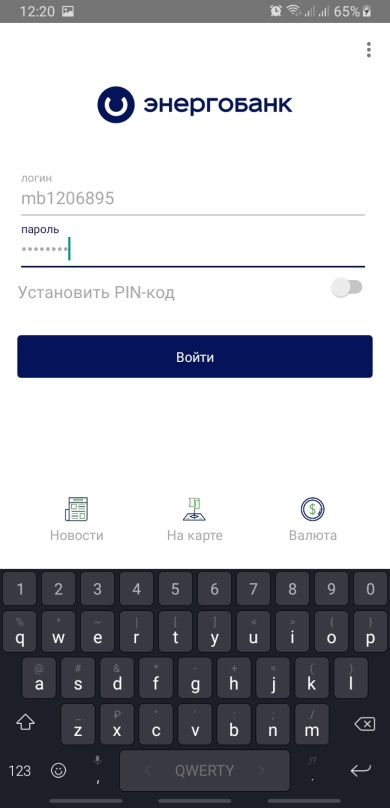 12:20 65%
энергобанк
логин
mb1206895
пароль
••••••••
Установить PIN-код
Войти
Новости На карте Валюта
1 2 3 4 5 6 7 8 9 0
% ^ ~ | [ ] < > { }
q w e r t y u i o p
@ # & * - + = ( )
a s d f g h j k l
_ ₽ " ' : ; /
z x c v b n m
123 , < QWERTY > !? .